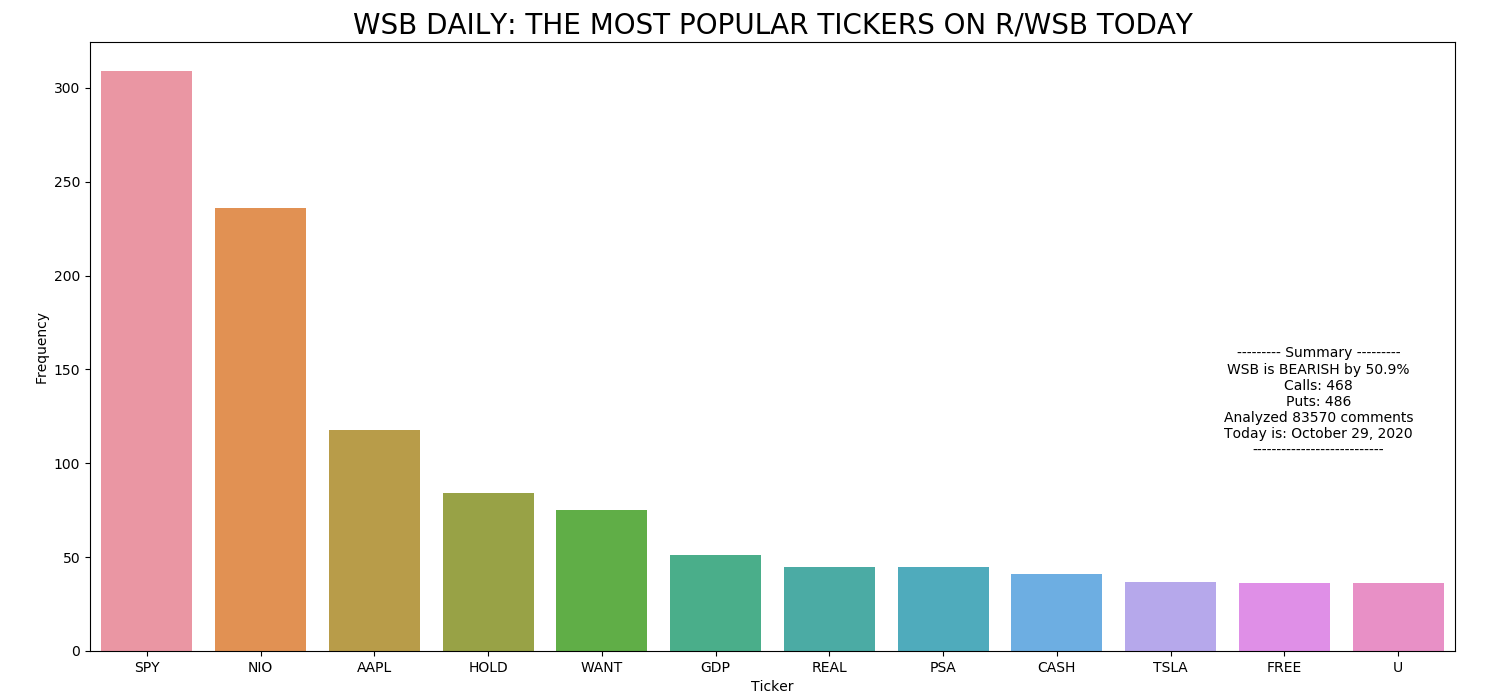 WSB DAILY: THE MOST POPULAR TICKERS ON R/WSB TODAY
300
250
200
150
100
50
0
Frequency
--------- Summary ---------
WSB is BEARISH by 50.9%
Calls: 468
Puts: 486
Analyzed 83570 comments
Today is: October 29, 2020
---------------------------
SPY NIO AAPL HOLD WANT GDP REAL PSA CASH TSLA FREE U
Ticker